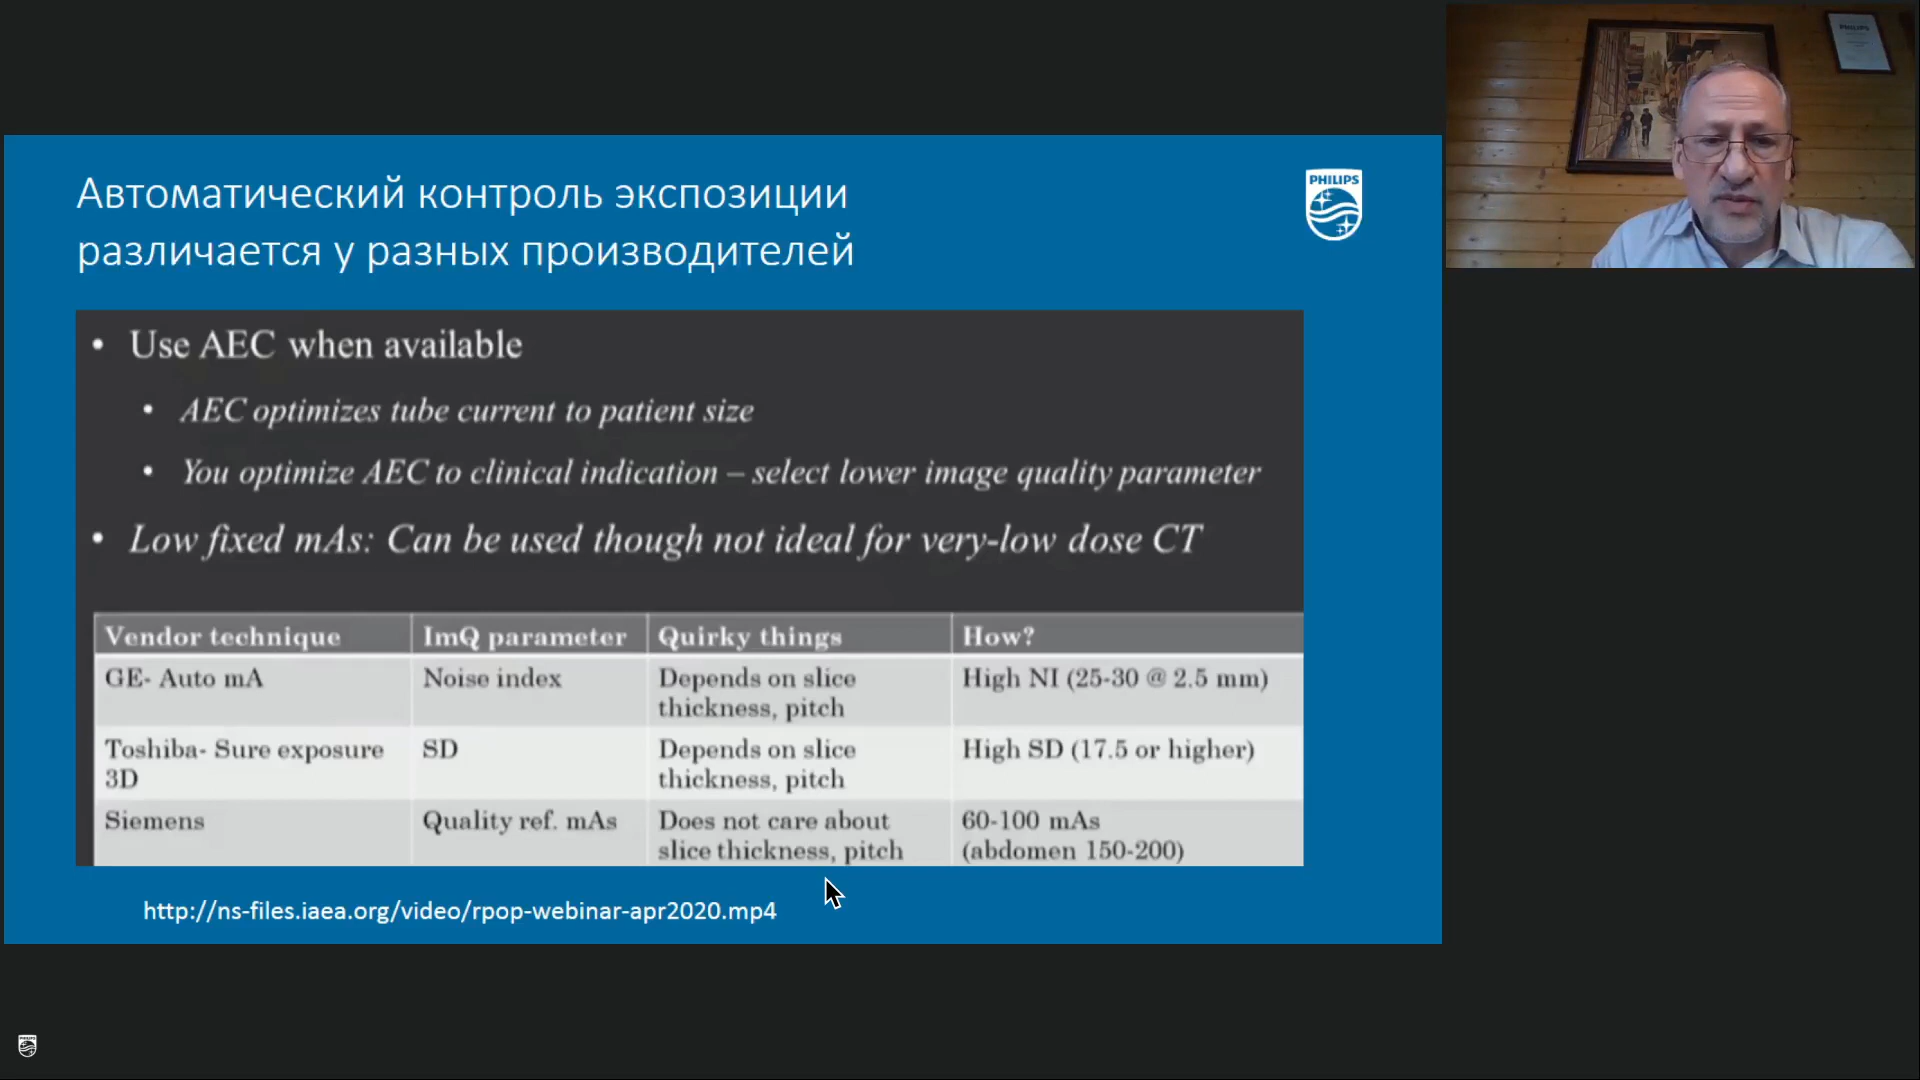 Автоматический контроль экспозиции
различается у разных производителей
PHILIPS
• Use AEC when available
• AEC optimizes tube current to patient size
• You optimize AEC to clinical indication – select lower image quality parameter
• Low fixed mAs: Can be used though not ideal for very-low dose CT
Vendor technique ImQ parameter Quirky things How?
GE- Auto mA Noise index Depends on slice thickness, pitch High NI (25-30 @ 2.5 mm)
Toshiba- Sure exposure 3D SD Depends on slice thickness, pitch High SD (17.5 or higher)
Siemens Quality ref. mAs Does not care about slice thickness, pitch 60-100 mAs (abdomen 150-200)
http://ns-files.iaea.org/video/rpop-webinar-apr2020.mp4
PHILIPS